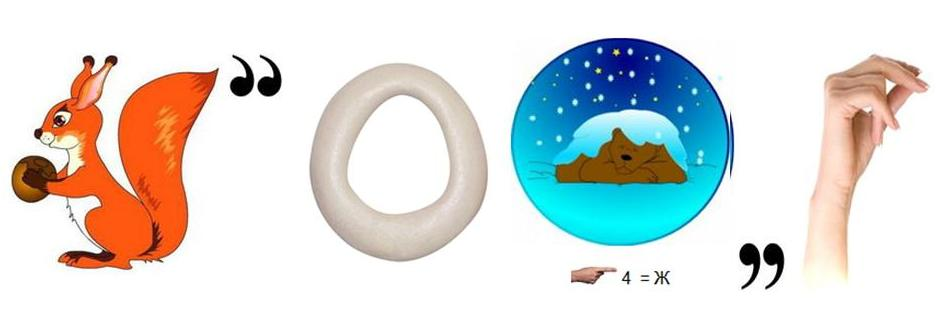 ,,
О
4 = Ж
,,